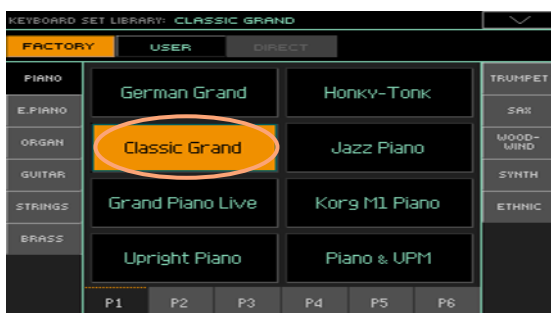 KEYBOARD SET LIBRARY: CLASSIC GRAND
FACTORY USER DIRECT
PIANO
E.PIANO
ORGAN
GUITAR
STRINGS
BRASS
German Grand Honky-Tonk
Classic Grand Jazz Piano
Grand Piano Live Korg M1 Piano
Upright Piano Piano & UPM
TRUMPET
SAX
WOOD-
WIND
SYNTH
ETHNIC
P1 P2 P3 P4 P5 P6